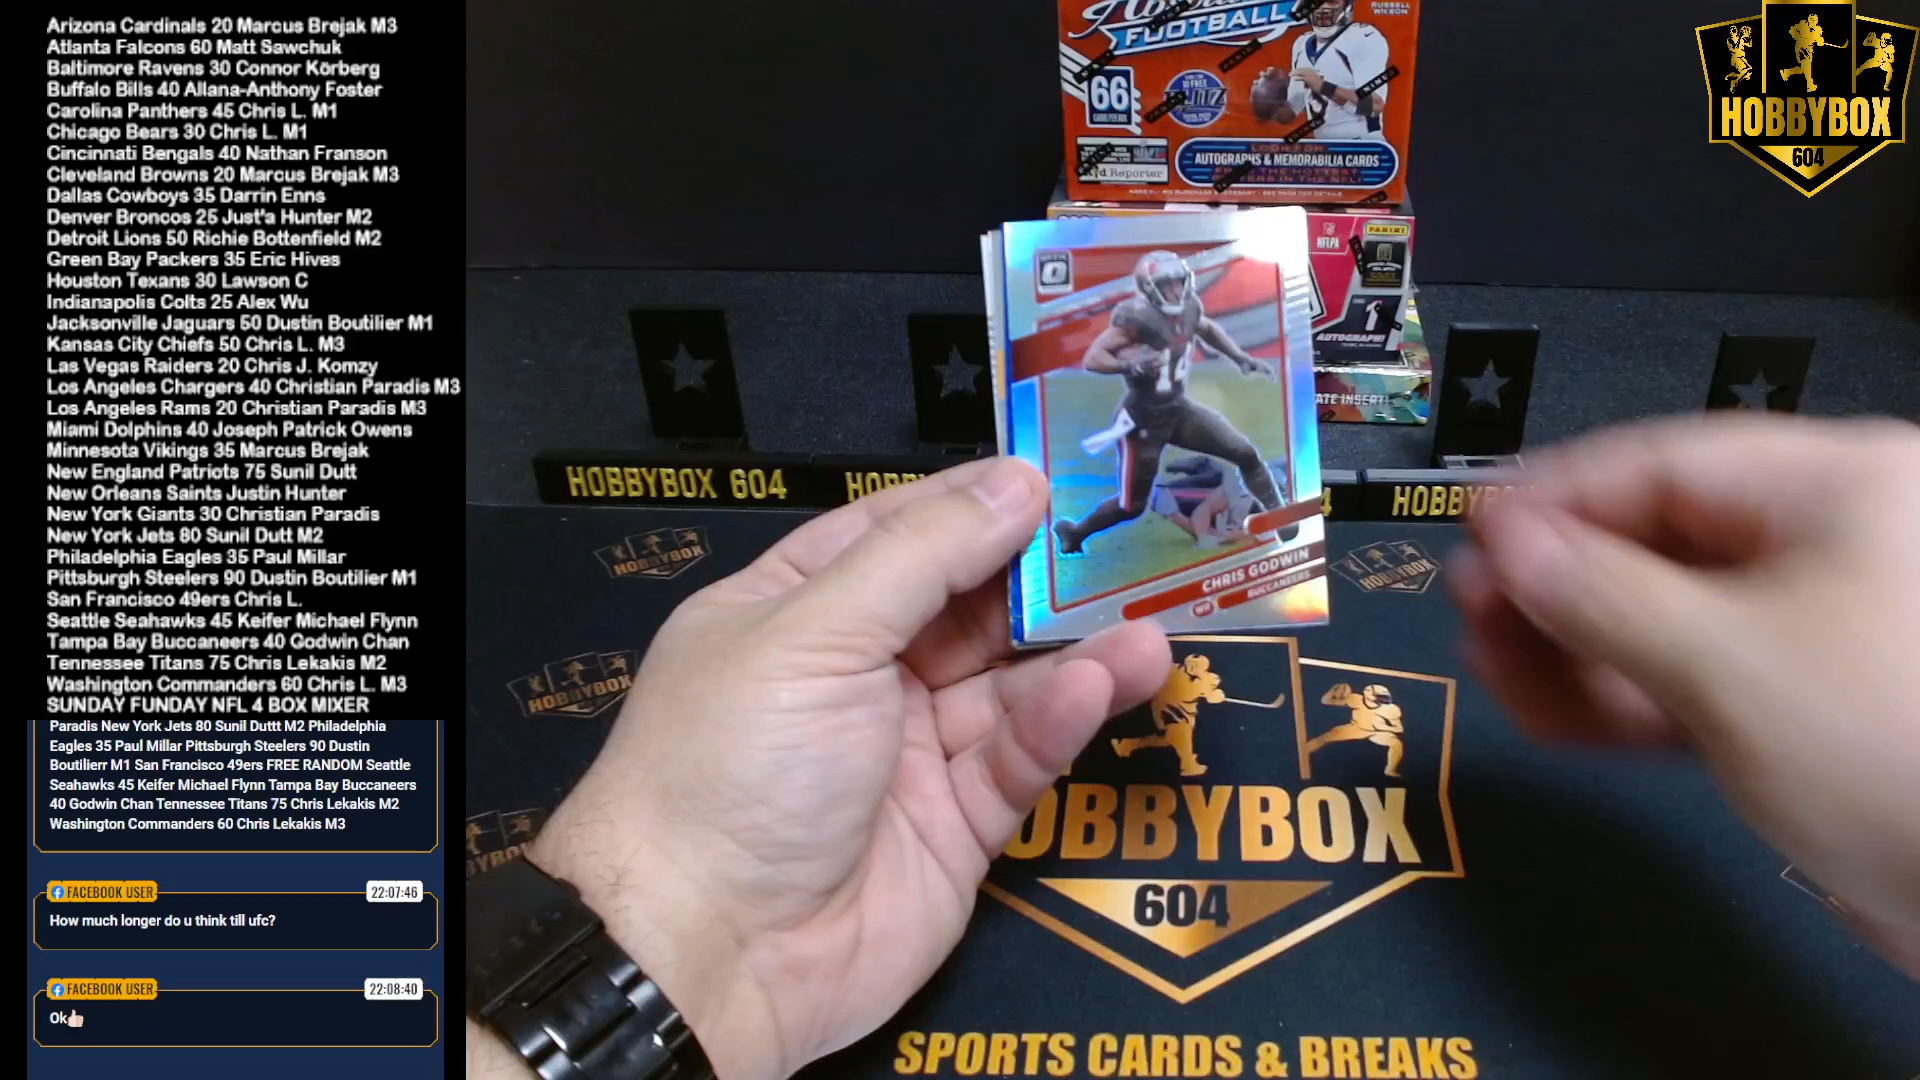 Arizona Cardinals 20 Marcus Brejak M3
Atlanta Falcons 60 Matt Sawchuk
Baltimore Ravens 30 Connor Körberg
Buffalo Bills 40 Allana-Anthony Foster
Carolina Panthers 45 Chris L. M1
Chicago Bears 30 Chris L. M1
Cincinnati Bengals 40 Nathan Franson
Cleveland Browns 20 Marcus Brejak M3
Dallas Cowboys 35 Darrin Enns
Denver Broncos 25 Just'a Hunter M2
Detroit Lions 50 Richie Bottenfield M2
Green Bay Packers 35 Eric Hives
Houston Texans 30 Lawson C
Indianapolis Colts 25 Alex Wu
Jacksonville Jaguars 50 Dustin Boutilier M1
Kansas City Chiefs 50 Chris L. M3
Las Vegas Raiders 20 Chris J. Komzy
Los Angeles Chargers 40 Christian Paradis M3
Los Angeles Rams 20 Christian Paradis M3
Miami Dolphins 40 Joseph Patrick Owens
Minnesota Vikings 35 Marcus Brejak
New England Patriots 75 Sunil Dutt
New Orleans Saints Justin Hunter
New York Giants 30 Christian Paradis
New York Jets 80 Sunil Dutt M2
Philadelphia Eagles 35 Paul Millar
Pittsburgh Steelers 90 Dustin Boutilier M1
San Francisco 49ers Chris L.
Seattle Seahawks 45 Keifer Michael Flynn
Tampa Bay Buccaneers 40 Godwin Chan
Tennessee Titans 75 Chris Lekakis M2
Washington Commanders 60 Chris L. M3
SUNDAY FUNDAY NFL 4 BOX MIXER
Paradis New York Jets 80 Sunil Duttt M2 Philadelphia
Eagles 35 Paul Millar Pittsburgh Steelers 90 Dustin
Boutilierr M1 San Francisco 49ers FREE RANDOM Seattle
Seahawks 45 Keifer Michael Flynn Tampa Bay Buccaneers
40 Godwin Chan Tennessee Titans 75 Chris Lekakis M2
Washington Commanders 60 Chris Lekakis M3
FACEBOOK USER 22:07:46
How much longer do u think till ufc?
FACEBOOK USER 22:08:40
Ok👍🏻
FOOTBALL
RUSSELL
WILSON
66
CARDS PER BOX
LOOK FOR
AUTOGRAPHS & MEMORABILIA CARDS
HOBBYBOX
604
NFLPA
PANINI
1
AUTOGRAPH!
HOBBYBOX 604
CHRIS GODWIN
WR BUCCANEERS
14
HOBBYBOX
604
SPORTS CARDS & BREAKS